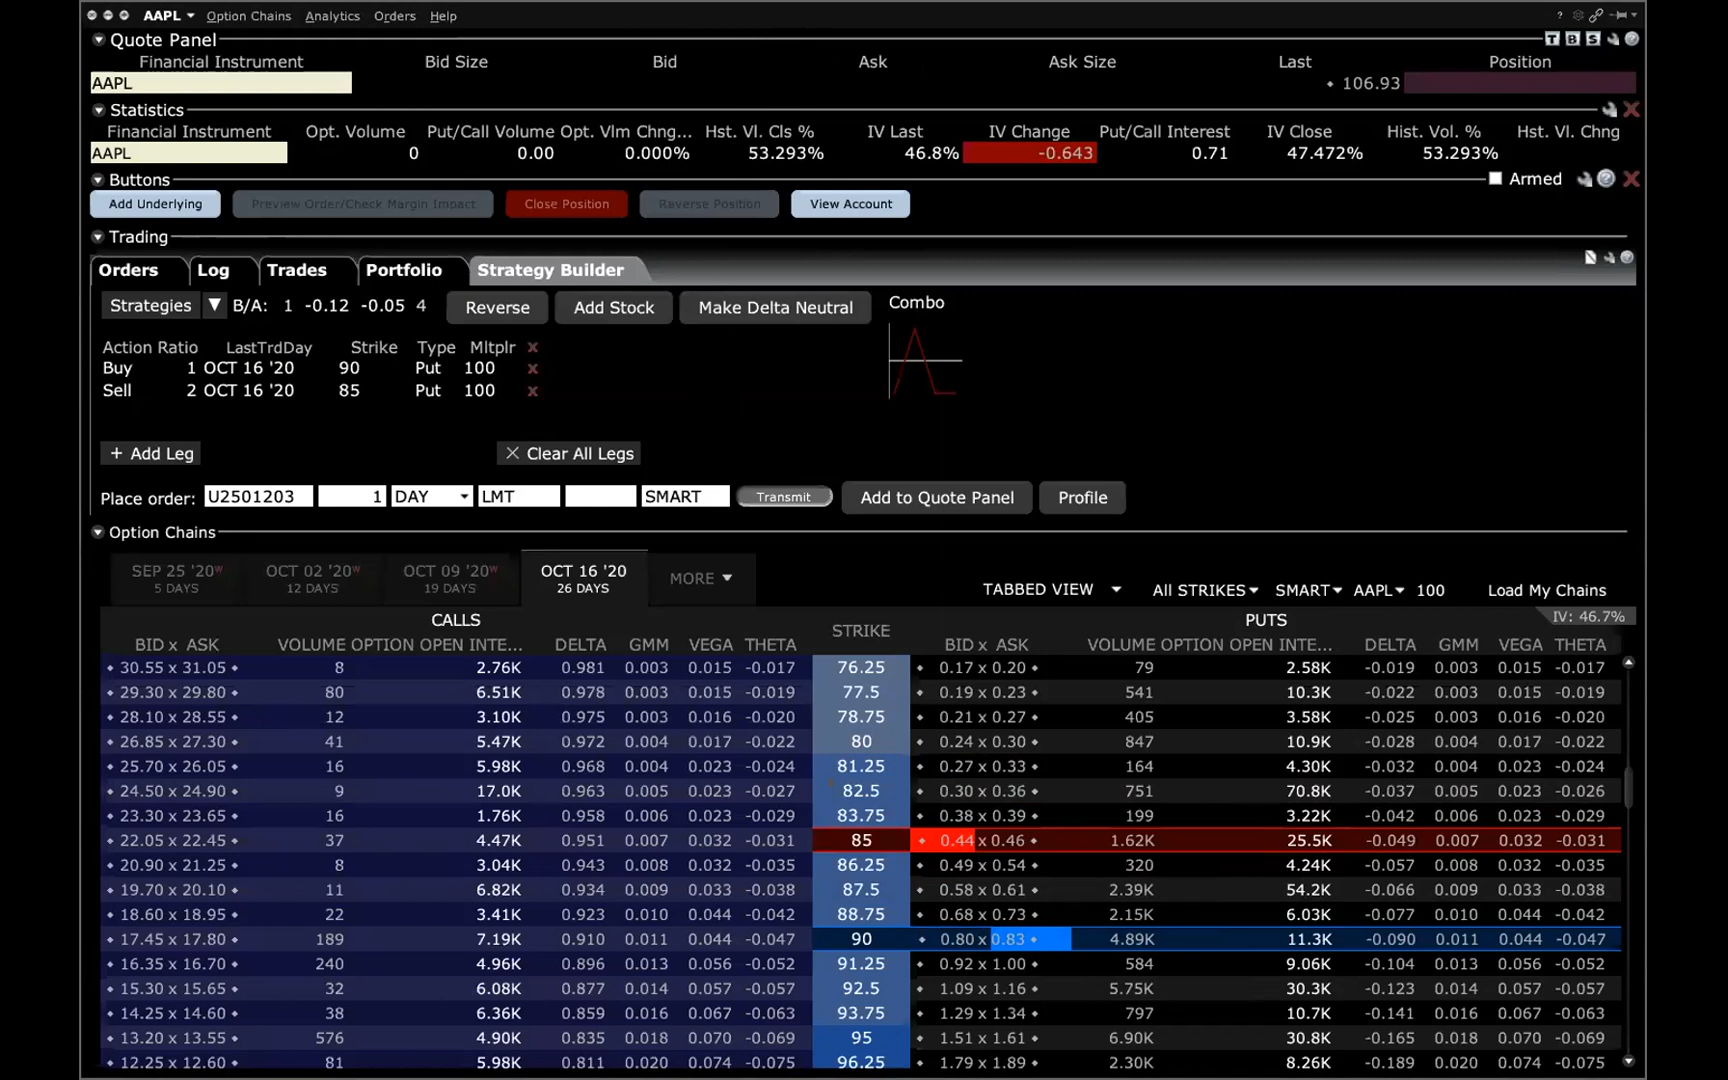 AAPL Option Chains Analytics Orders Help ?
Quote Panel T B S
Financial Instrument Bid Size Bid Ask Ask Size Last Position
AAPL 106.93
Statistics
Financial Instrument Opt. Volume Put/Call Volume Opt. Vlm Chng... Hst. Vl. Cls % IV Last IV Change Put/Call Interest IV Close Hist. Vol. % Hst. Vl. Chng
AAPL 0 0.00 0.000% 53.293% 46.8% -0.643 0.71 47.472% 53.293%
Buttons Armed
Add Underlying Preview Order/Check Margin Impact Close Position Reverse Position View Account
Trading
Orders Log Trades Portfolio Strategy Builder
Strategies B/A: 1 -0.12 -0.05 4 Reverse Add Stock Make Delta Neutral Combo
Action Ratio LastTrdDay Strike Type Mltplr x
Buy 1 OCT 16 '20 90 Put 100 x
Sell 2 OCT 16 '20 85 Put 100 x
+ Add Leg X Clear All Legs
Place order: U2501203 1 DAY LMT SMART Transmit Add to Quote Panel Profile
Option Chains
SEP 25 '20W OCT 02 '20W OCT 09 '20W OCT 16 '20 MORE
5 DAYS 12 DAYS 19 DAYS 26 DAYS
TABBED VIEW All STRIKES SMART AAPL 100 Load My Chains
CALLS STRIKE PUTS IV: 46.7%
BID x ASK VOLUME OPTION OPEN INTE... DELTA GMM VEGA THETA BID x ASK VOLUME OPTION OPEN INTE... DELTA GMM VEGA THETA
30.55 x 31.05 8 2.76K 0.981 0.003 0.015 -0.017 76.25 0.17 x 0.20 79 2.58K -0.019 0.003 0.015 -0.017
29.30 x 29.80 80 6.51K 0.978 0.003 0.015 -0.019 77.5 0.19 x 0.23 541 10.3K -0.022 0.003 0.015 -0.019
28.10 x 28.55 12 3.10K 0.975 0.003 0.016 -0.020 78.75 0.21 x 0.27 405 3.58K -0.025 0.003 0.016 -0.020
26.85 x 27.30 41 5.47K 0.972 0.004 0.017 -0.022 80 0.24 x 0.30 847 10.9K -0.028 0.004 0.017 -0.022
25.70 x 26.05 16 5.98K 0.968 0.004 0.023 -0.024 81.25 0.27 x 0.33 164 4.30K -0.032 0.004 0.023 -0.024
24.50 x 24.90 9 17.0K 0.963 0.005 0.023 -0.027 82.5 0.30 x 0.36 751 70.8K -0.037 0.005 0.023 -0.026
23.30 x 23.65 16 1.76K 0.958 0.006 0.023 -0.029 83.75 0.38 x 0.39 199 3.22K -0.042 0.006 0.023 -0.029
22.05 x 22.45 37 4.47K 0.951 0.007 0.032 -0.031 85 0.44 x 0.46 1.62K 25.5K -0.049 0.007 0.032 -0.031
20.90 x 21.25 8 3.04K 0.943 0.008 0.032 -0.035 86.25 0.49 x 0.54 320 4.24K -0.057 0.008 0.032 -0.035
19.70 x 20.10 11 6.82K 0.934 0.009 0.033 -0.038 87.5 0.58 x 0.61 2.39K 54.2K -0.066 0.009 0.033 -0.038
18.60 x 18.95 22 3.41K 0.923 0.010 0.044 -0.042 88.75 0.68 x 0.73 2.15K 6.03K -0.077 0.010 0.044 -0.042
17.45 x 17.80 189 7.19K 0.910 0.011 0.044 -0.047 90 0.80 x 0.83 4.89K 11.3K -0.090 0.011 0.044 -0.047
16.35 x 16.70 240 4.96K 0.896 0.013 0.056 -0.052 91.25 0.92 x 1.00 584 9.06K -0.104 0.013 0.056 -0.052
15.30 x 15.65 32 6.08K 0.877 0.014 0.057 -0.057 92.5 1.09 x 1.16 5.75K 30.3K -0.123 0.014 0.057 -0.057
14.25 x 14.60 38 6.36K 0.859 0.016 0.067 -0.063 93.75 1.29 x 1.34 797 10.7K -0.141 0.016 0.067 -0.063
13.20 x 13.55 576 4.90K 0.835 0.018 0.070 -0.069 95 1.51 x 1.61 6.90K 30.8K -0.165 0.018 0.070 -0.069
12.25 x 12.60 81 5.98K 0.811 0.020 0.074 -0.075 96.25 1.79 x 1.89 2.30K 8.26K -0.189 0.020 0.074 -0.075